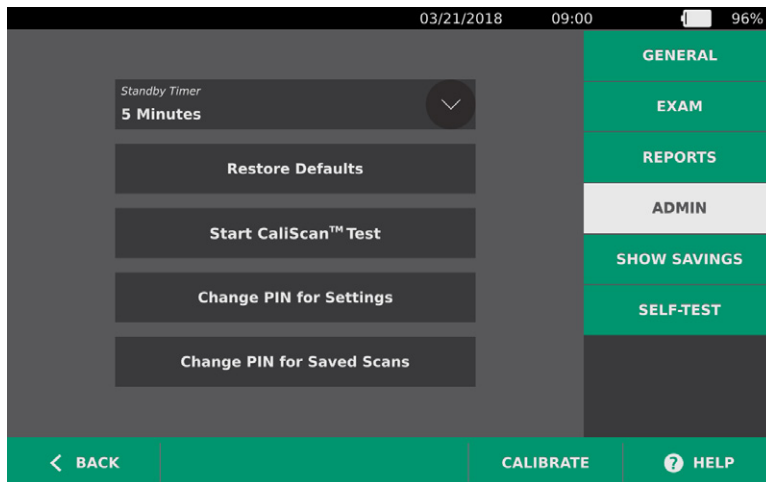 03/21/2018 09:00 96%
Standby Timer
5 Minutes
Restore Defaults
Start CaliScan™ Test
Change PIN for Settings
Change PIN for Saved Scans
GENERAL
EXAM
REPORTS
ADMIN
SHOW SAVINGS
SELF-TEST
BACK
CALIBRATE
? HELP